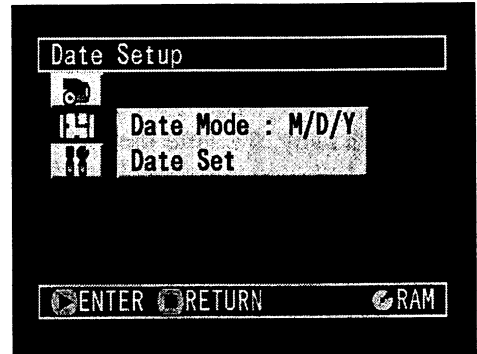 Date Setup
Date Mode : M/D/Y
Date Set
ENTER RETURN RAM